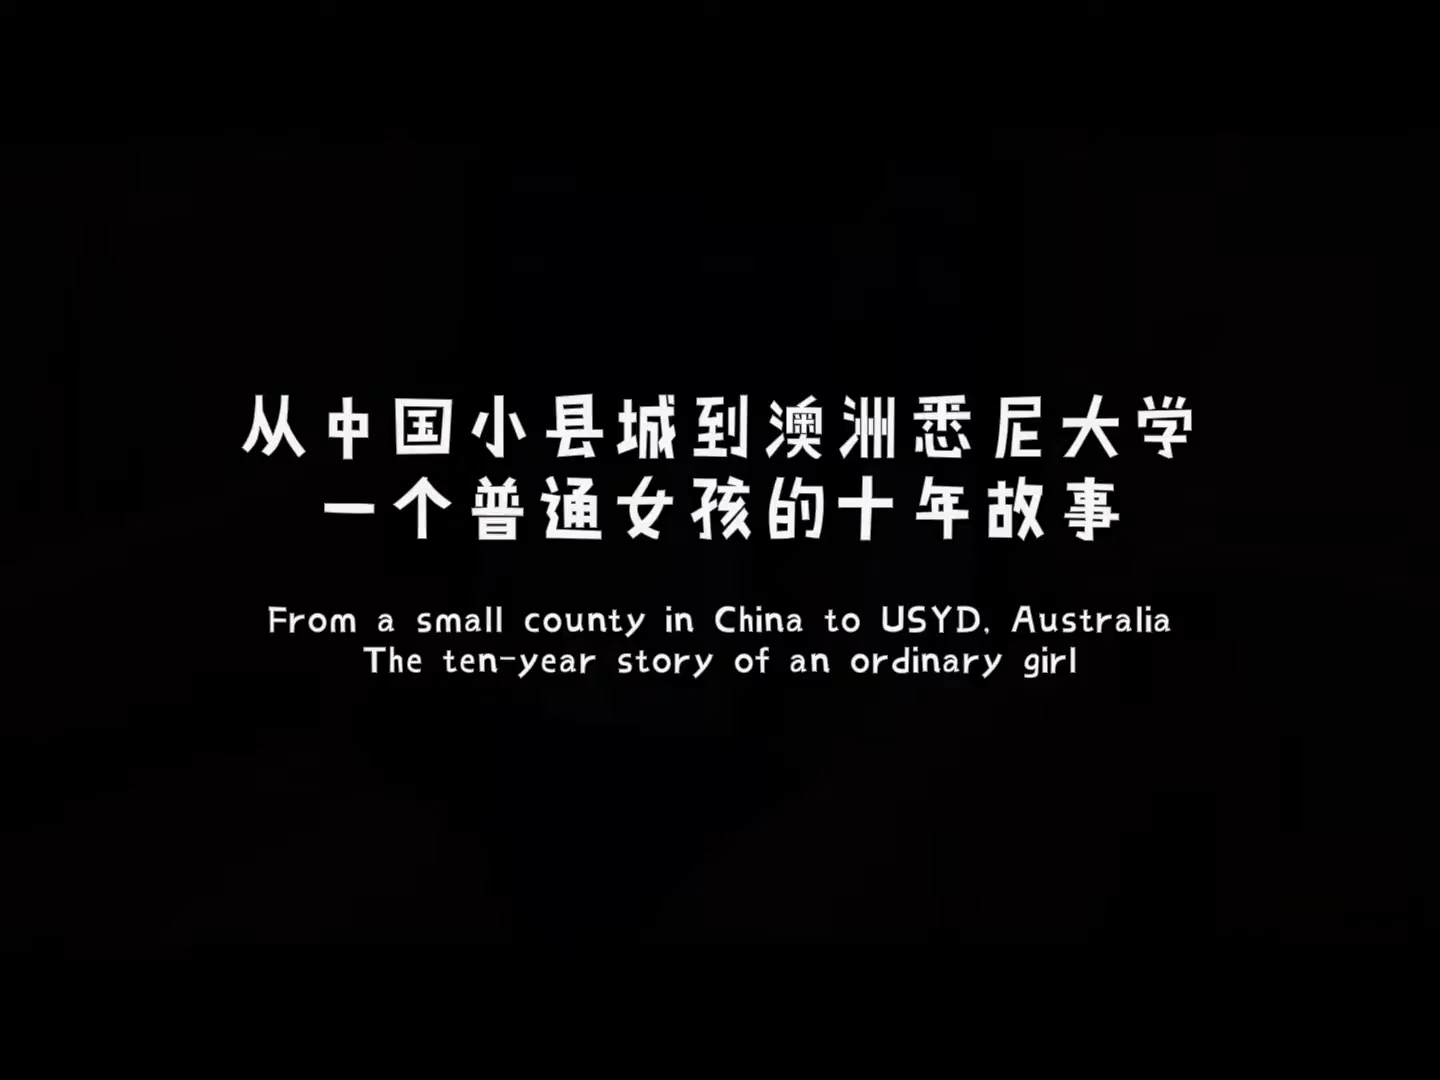 从中国小县城到澳洲悉尼大学
一个普通女孩的十年故事
From a small county in China to USYD, Australia
The ten-year story of an ordinary girl